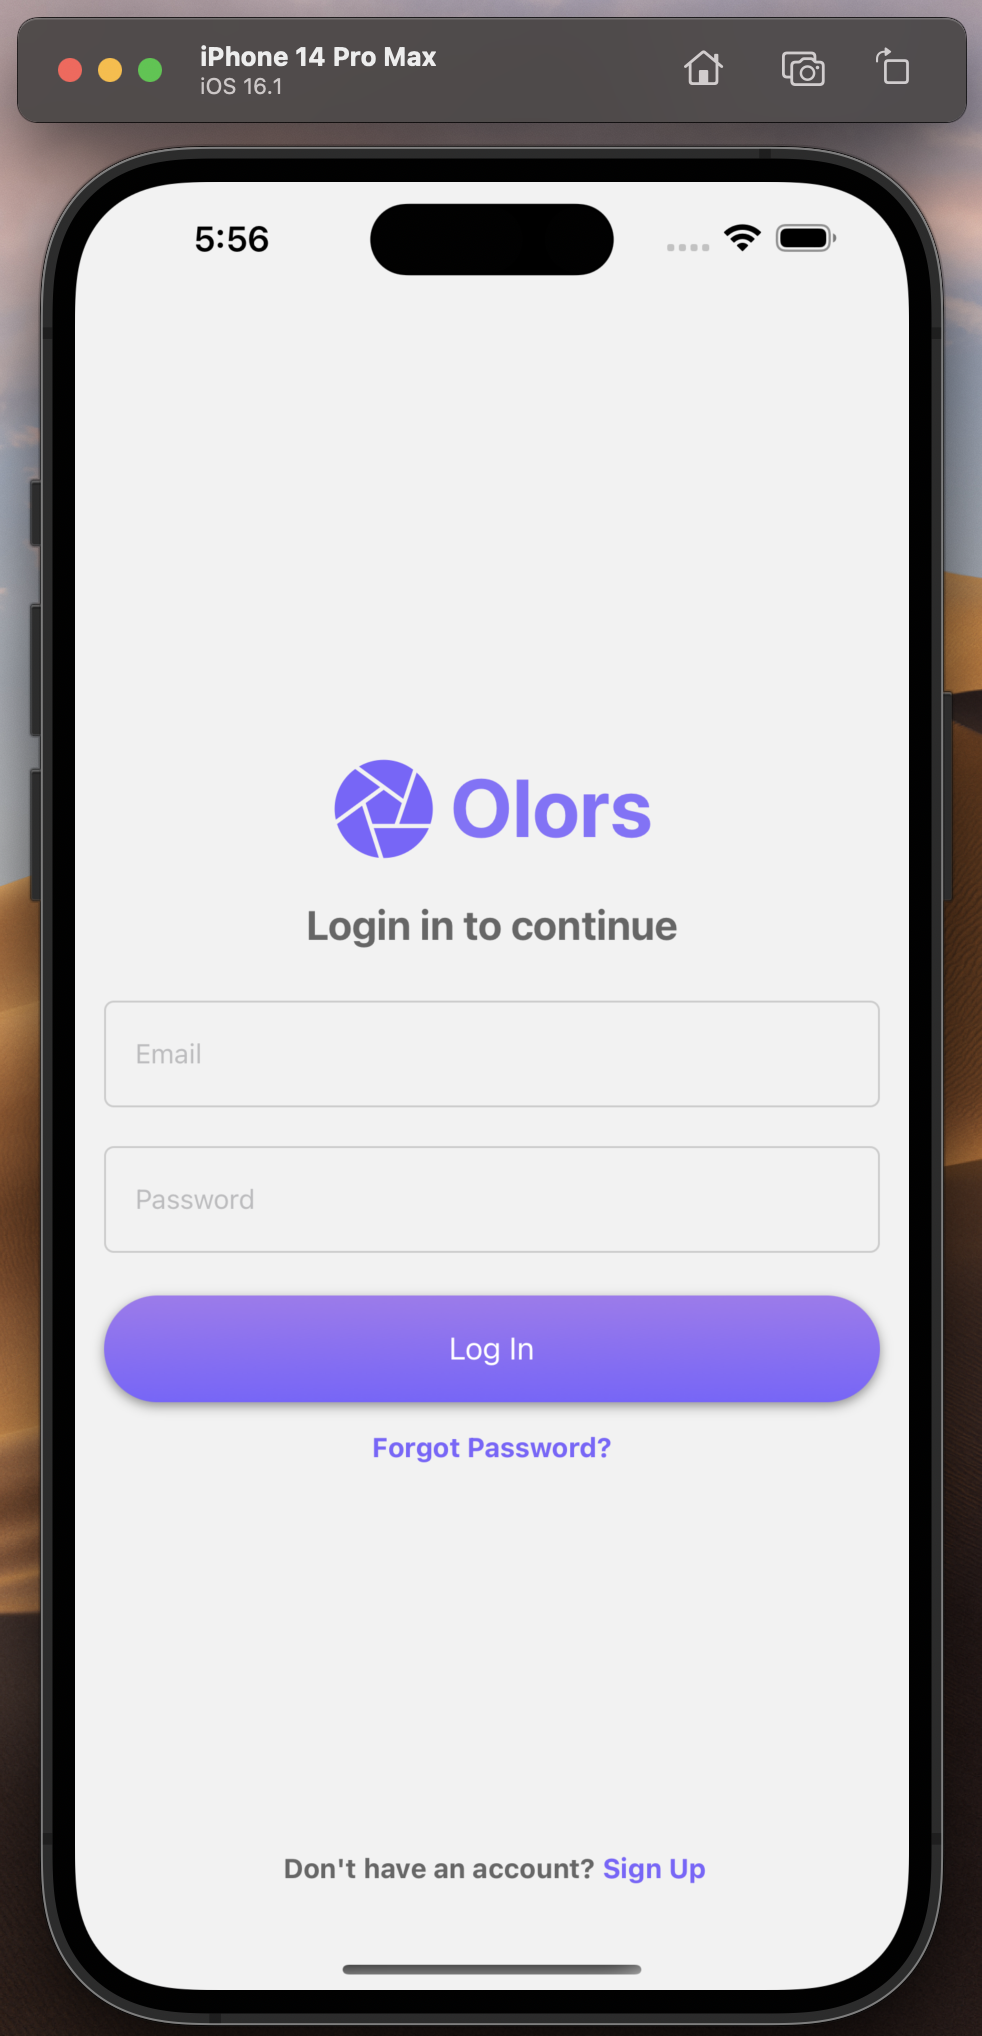 iPhone 14 Pro Max
iOS 16.1
5:56
Olors
Login in to continue
Email
Password
Log In
Forgot Password?
Don't have an account? Sign Up